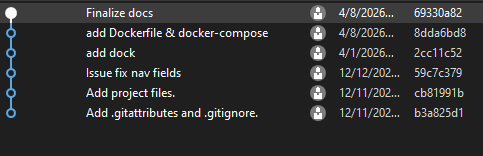 Finalize docs 4/8/2026... 69330a82
add Dockerfile & docker-compose 4/8/2026... 8dda6bd8
add dock 4/1/2026... 2cc11c52
Issue fix nav fields 12/12/202... 59c7c379
Add project files. 12/11/202... cb81991b
Add .gitattributes and .gitignore. 12/11/202... b3a825d1